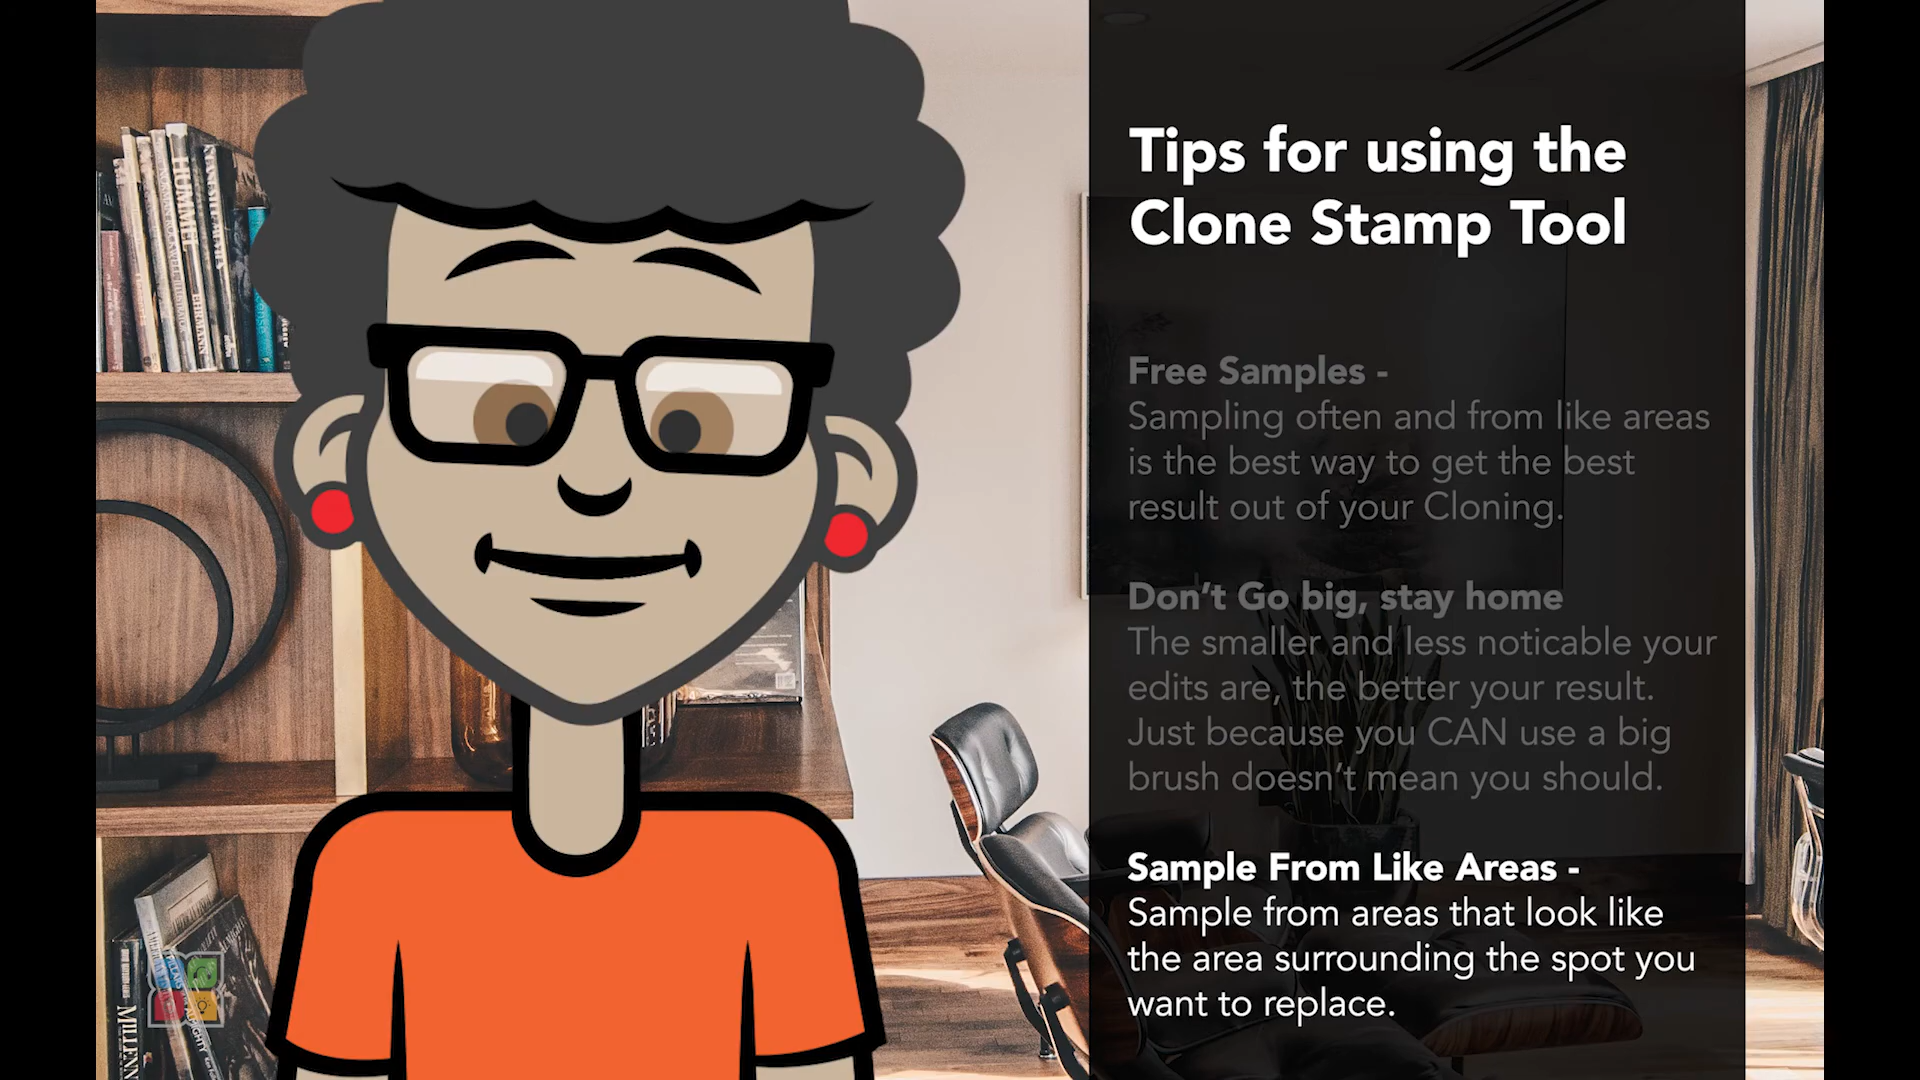 Tips for using the
Clone Stamp Tool
Free Samples -
Sampling often and from like areas
is the best way to get the best
result out of your Cloning.
Don’t Go big, stay home
The smaller and less noticable your
edits are, the better your result.
Just because you CAN use a big
brush doesn’t mean you should.
Sample From Like Areas -
Sample from areas that look like
the area surrounding the spot you
want to replace.